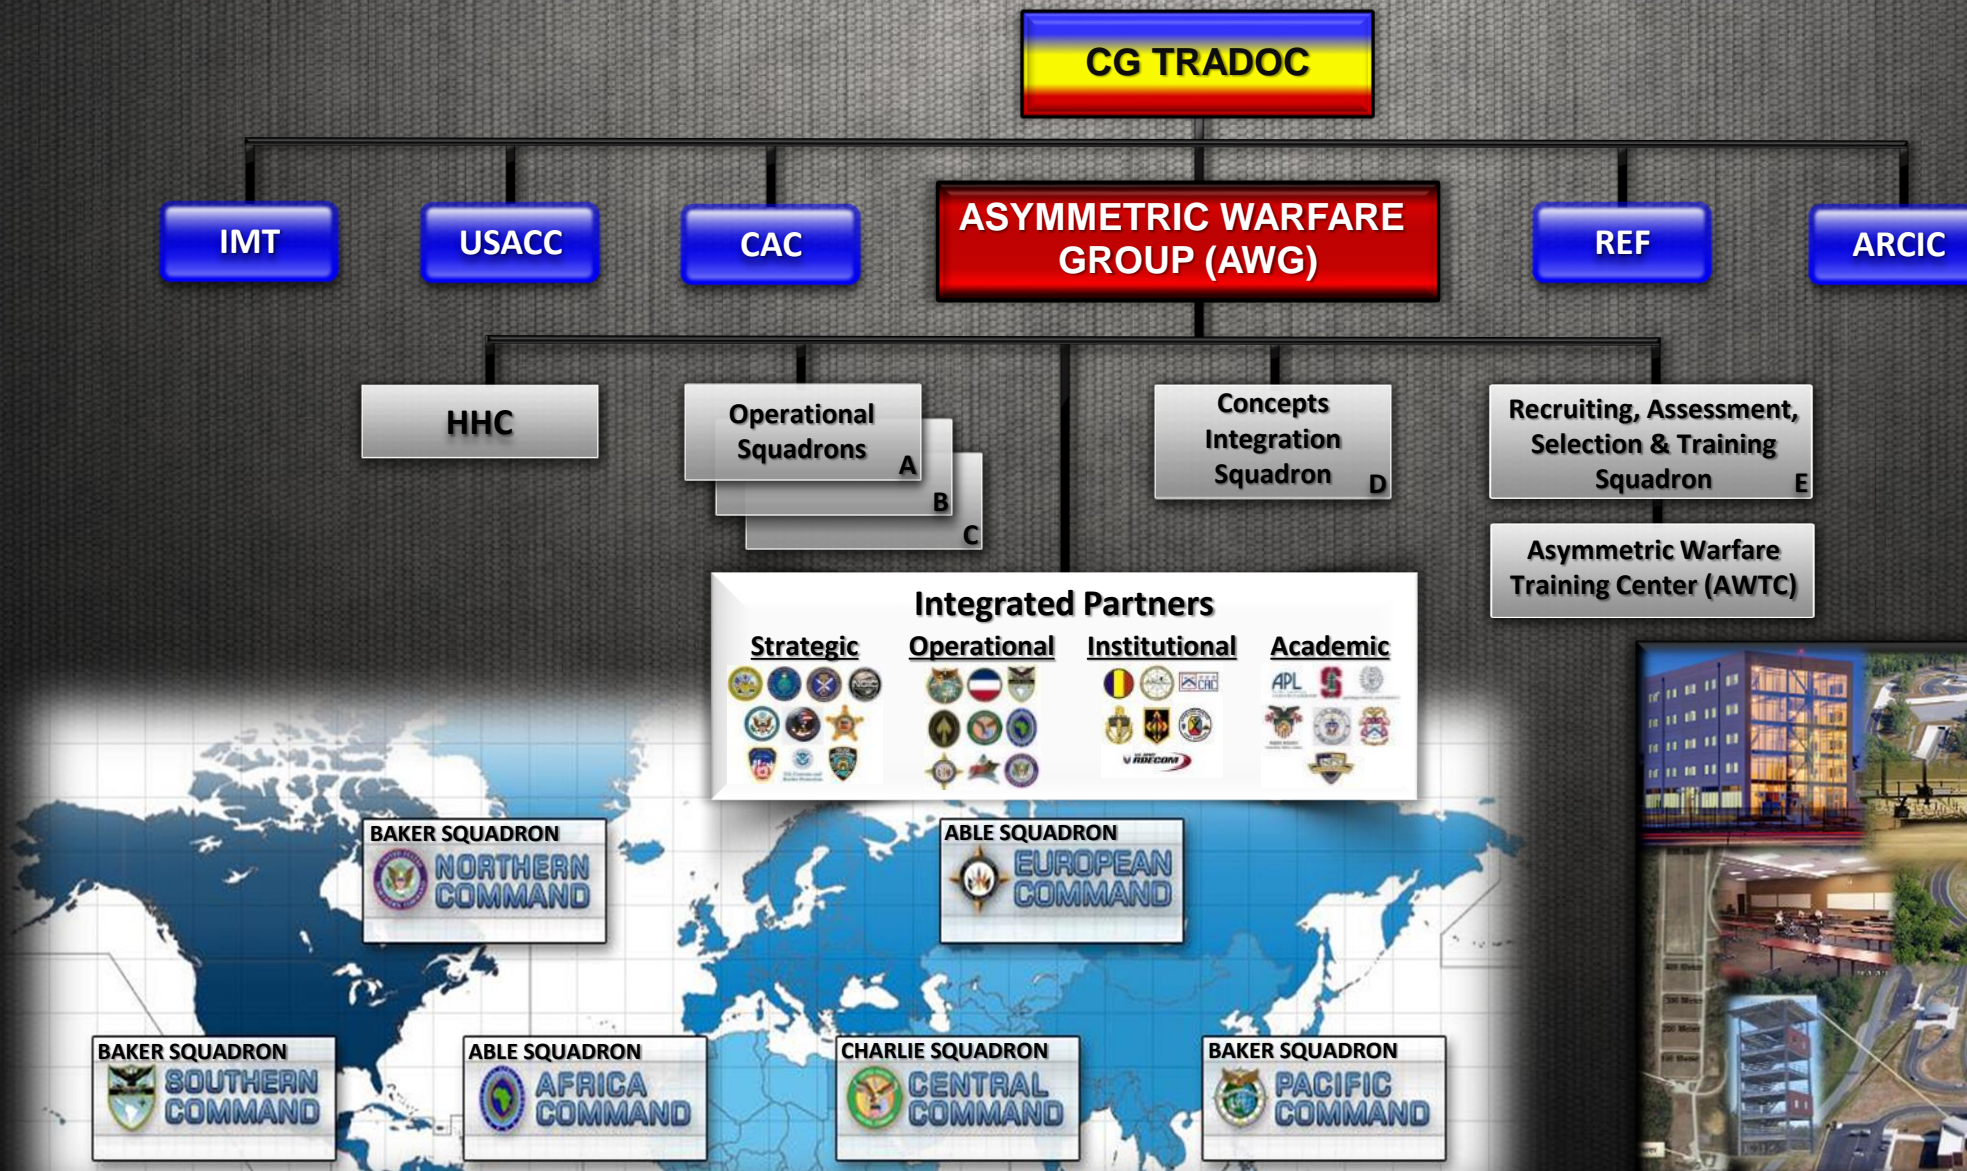 CG TRADOC
IMT
USACC
CAC
ASYMMETRIC WARFARE
GROUP (AWG)
REF
ARCIC
HHC
Operational
Squadrons
A
B
C
Concepts
Integration
Squadron
D
Recruiting, Assessment,
Selection & Training
Squadron
E
Asymmetric Warfare
Training Center (AWTC)
Integrated Partners
Strategic
Operational
Institutional
Academic
NGIC
CAC
APL
RDECOM
BAKER SQUADRON
NORTHERN
COMMAND
ABLE SQUADRON
EUROPEAN
COMMAND
BAKER SQUADRON
SOUTHERN
COMMAND
ABLE SQUADRON
AFRICA
COMMAND
CHARLIE SQUADRON
CENTRAL
COMMAND
BAKER SQUADRON
PACIFIC
COMMAND